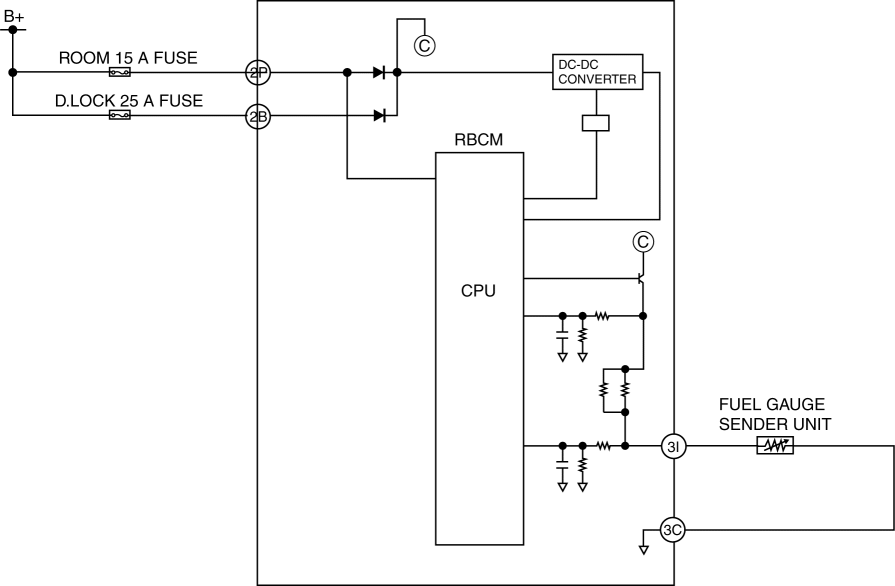 B+
ROOM 15 A FUSE
2P
C
DC-DC
CONVERTER
D.LOCK 25 A FUSE
2B
RBCM
C
CPU
FUEL GAUGE
SENDER UNIT
3I
3C